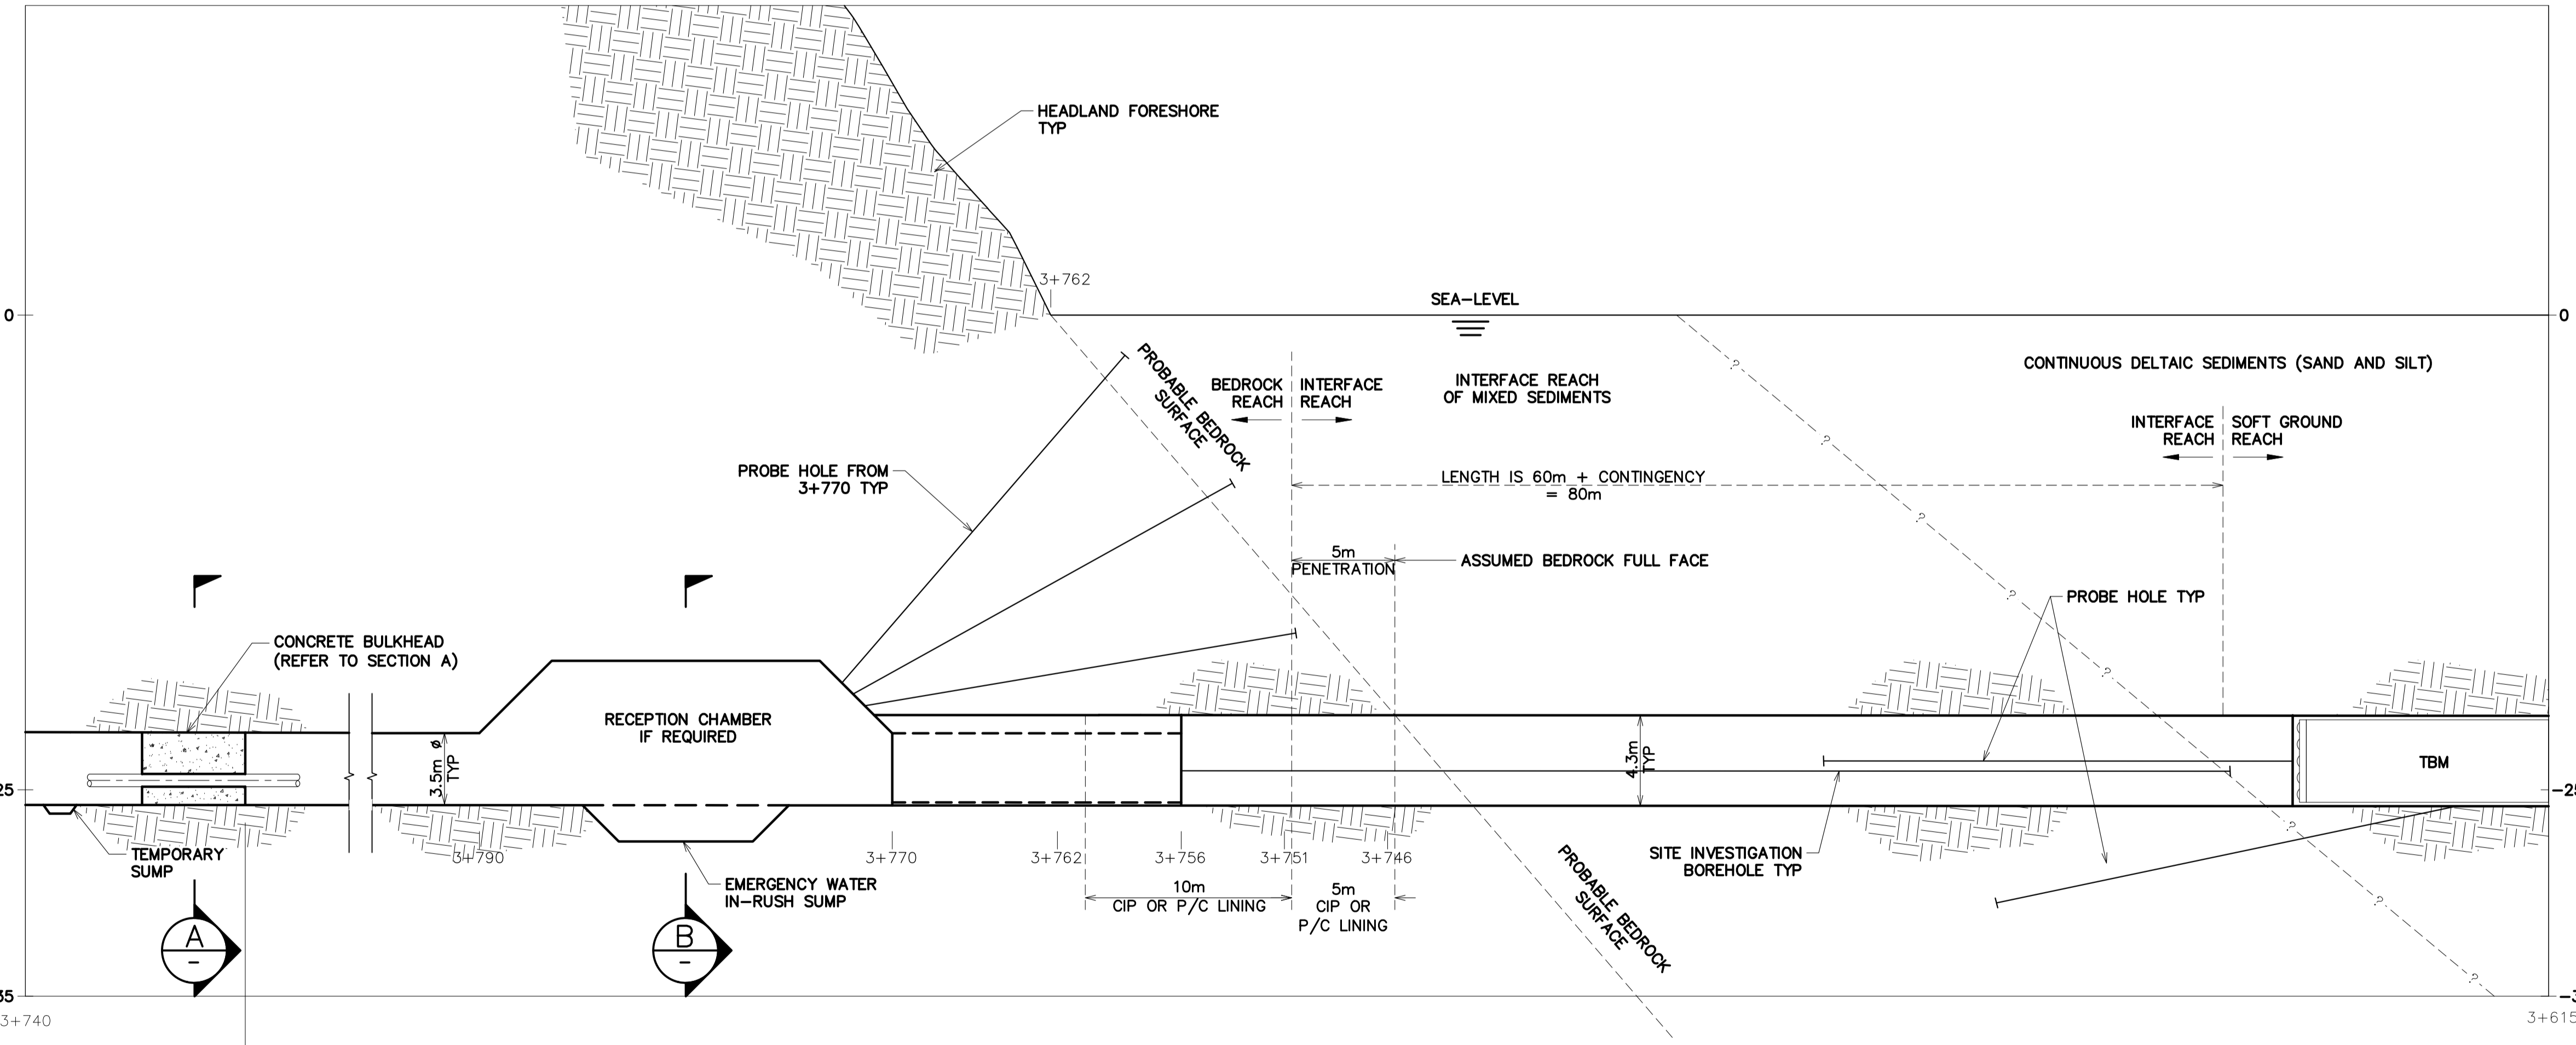 HEADLAND FORESHORE
TYP
3+762
SEA-LEVEL
0
0
PROBABLE BEDROCK
SURFACE
BEDROCK
REACH
INTERFACE
REACH
INTERFACE REACH
OF MIXED SEDIMENTS
CONTINUOUS DELTAIC SEDIMENTS (SAND AND SILT)
INTERFACE
REACH
SOFT GROUND
REACH
?
?
?
?
?
?
?
?
PROBE HOLE FROM
3+770 TYP
LENGTH IS 60m + CONTINGENCY
= 80m
5m
PENETRATION
ASSUMED BEDROCK FULL FACE
PROBE HOLE TYP
CONCRETE BULKHEAD
(REFER TO SECTION A)
RECEPTION CHAMBER
IF REQUIRED
3.5m ø
TYP
4.3m
TYP
TBM
25
-25
TEMPORARY
SUMP
3+790
3+770
3+762
3+756
3+751
3+746
SITE INVESTIGATION
BOREHOLE TYP
EMERGENCY WATER
IN-RUSH SUMP
10m
CIP OR P/C LINING
5m
CIP OR
P/C LINING
PROBABLE BEDROCK
SURFACE
A
-
B
-
35
-3
3+740
3+615